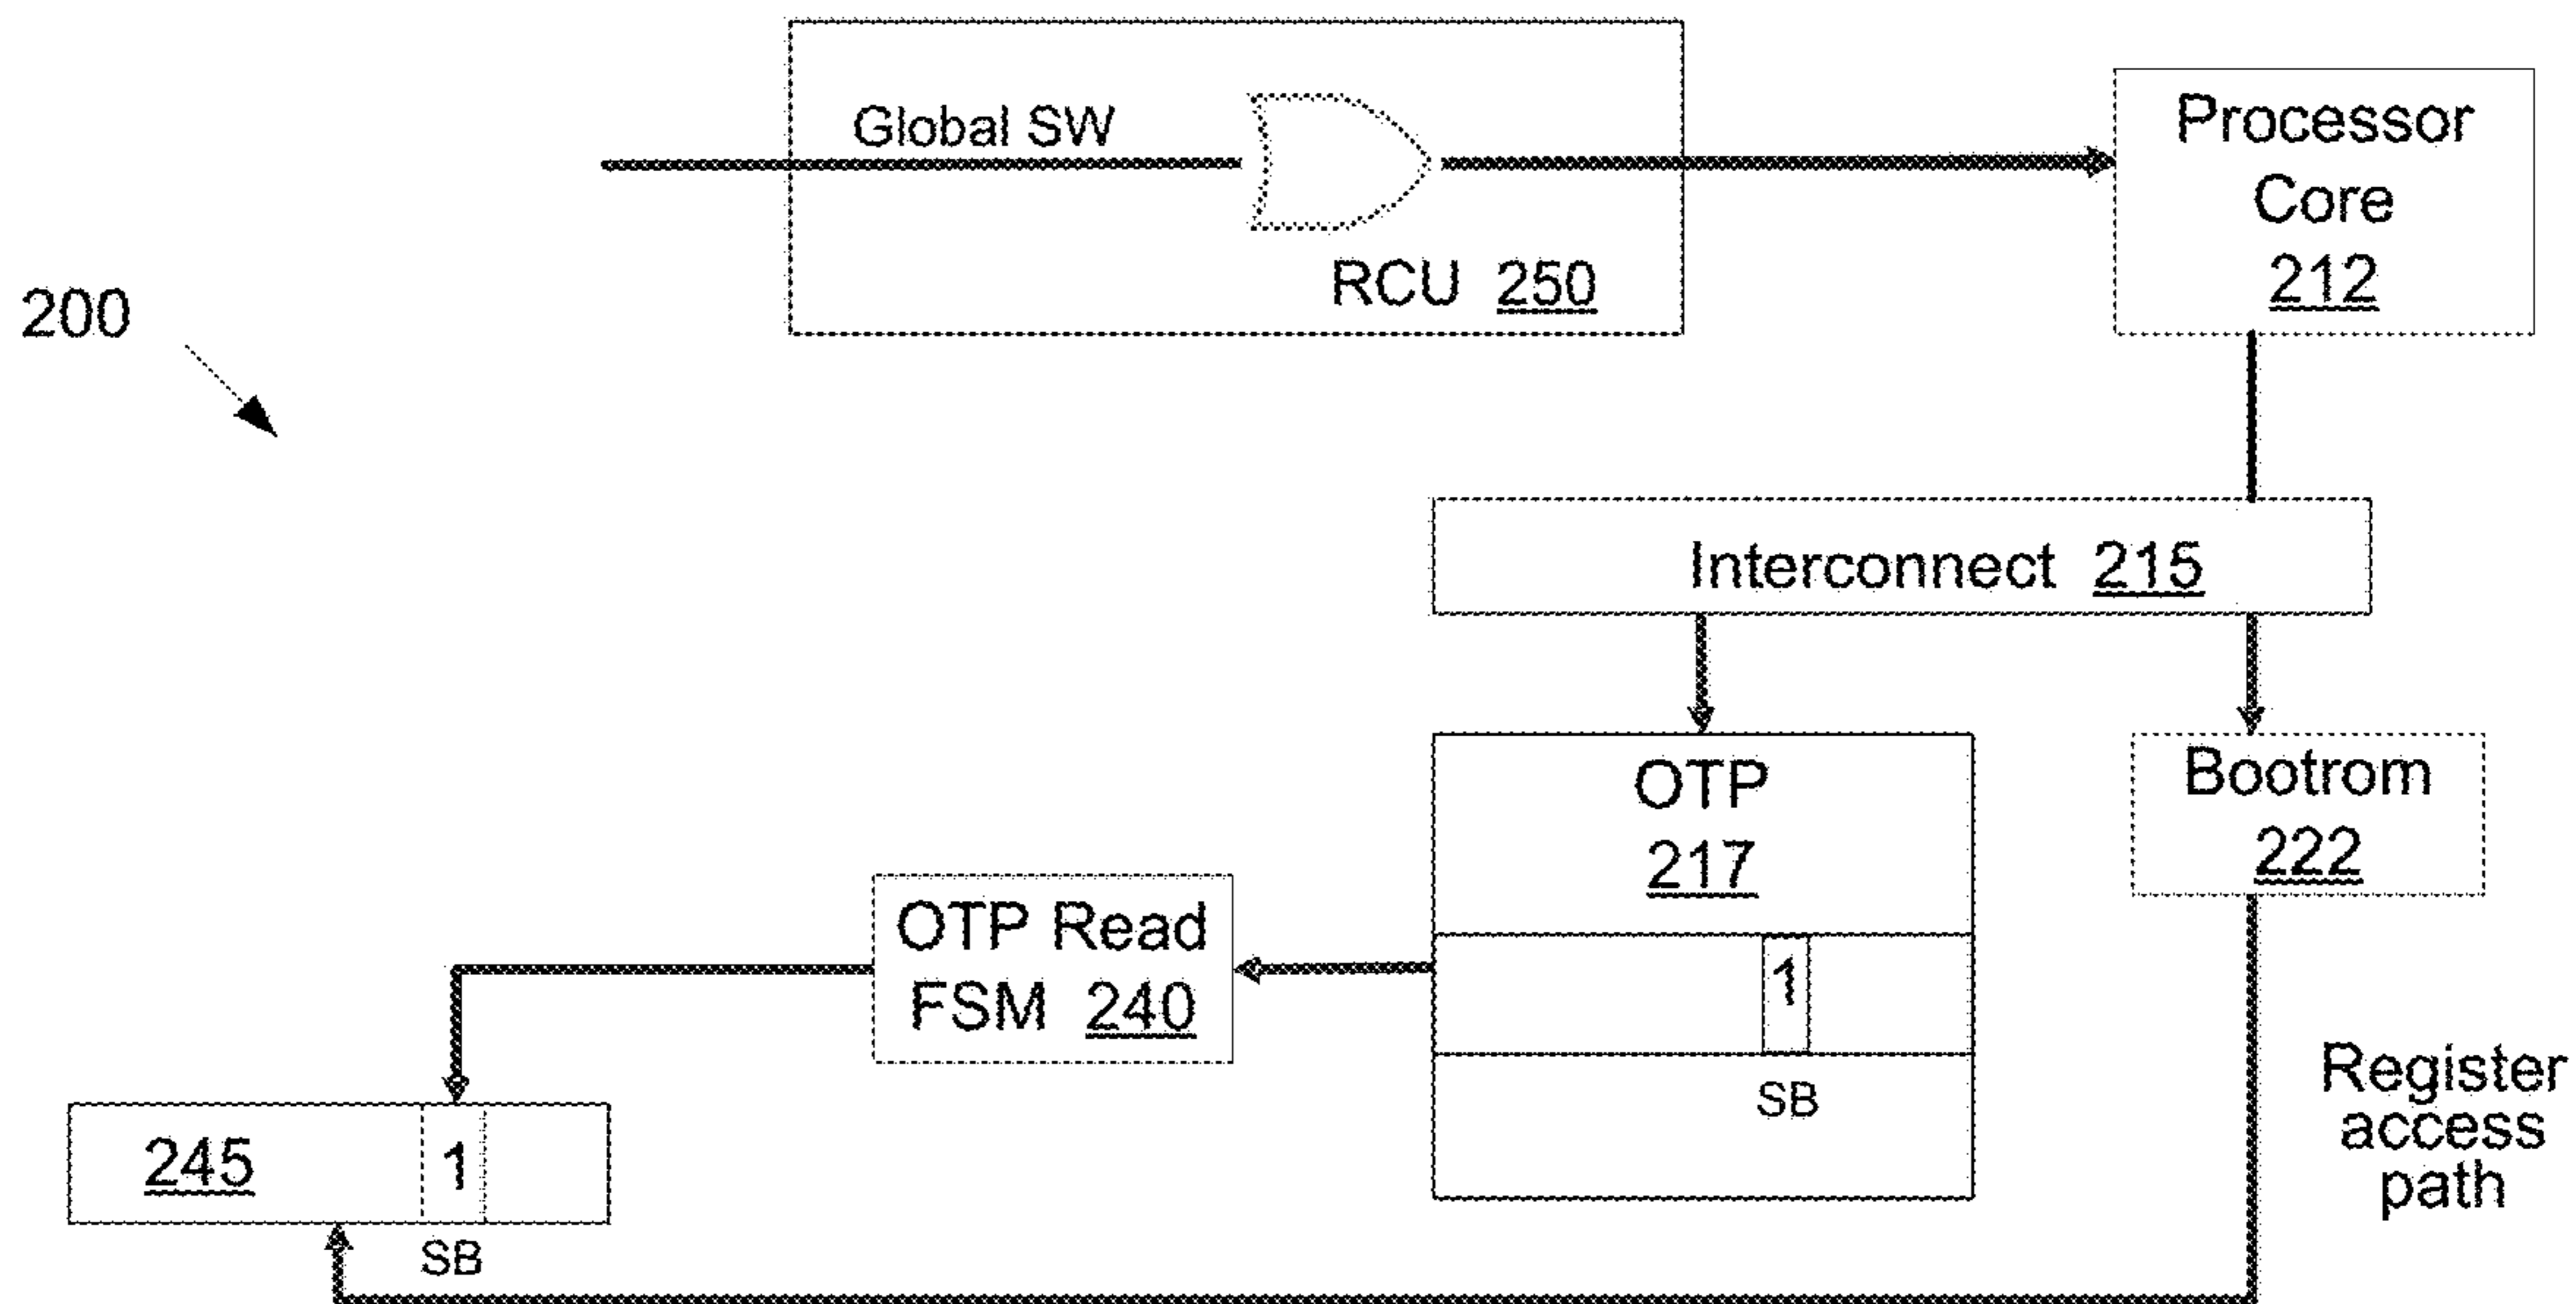 Global SW
RCU 250
Processor
Core
212
200
Interconnect 215
OTP
217
1
SB
Bootrom
222
OTP Read
FSM 240
245 1
SB
Register
access
path